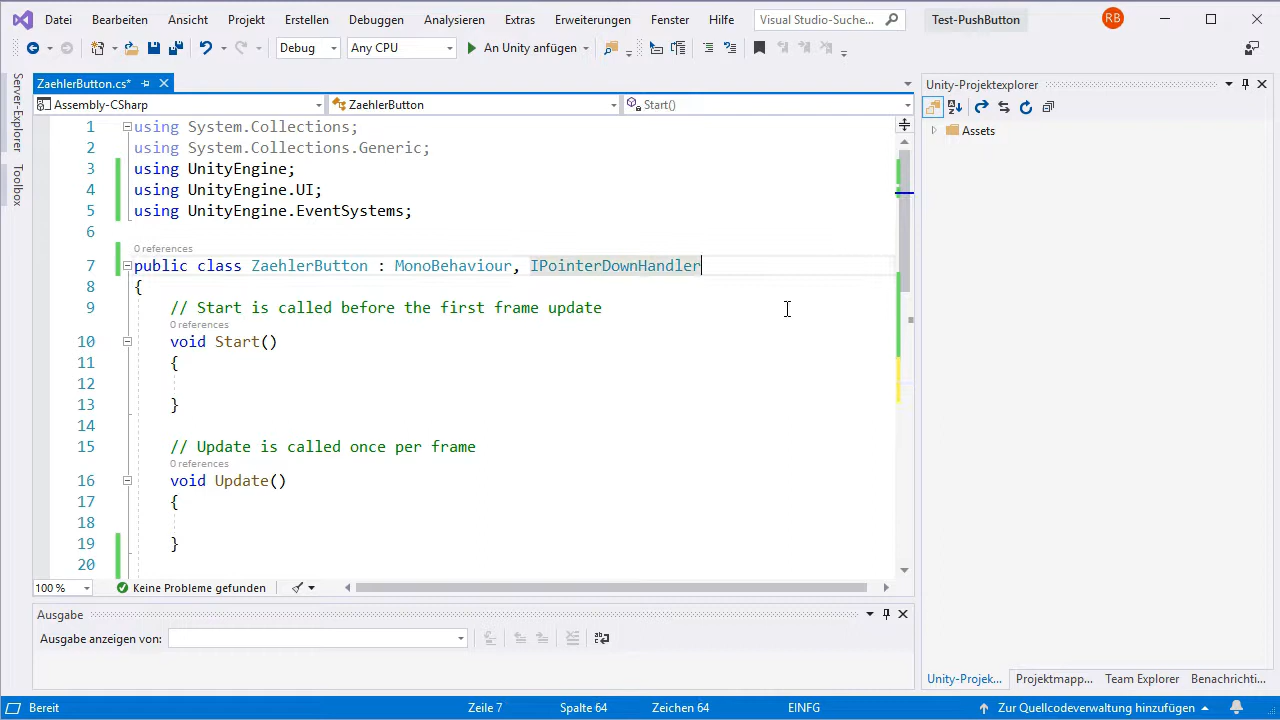 Datei Bearbeiten Ansicht Projekt Erstellen Debuggen Analysieren Extras Erweiterungen Fenster Hilfe Visual Studio-Suche... Test-PushButton RB
Debug Any CPU An Unity anfügen
Server-Explorer
Toolbox
ZaehlerButton.cs*
Assembly-CSharp ZaehlerButton Start()
1 using System.Collections;
2 using System.Collections.Generic;
3 using UnityEngine;
4 using UnityEngine.UI;
5 using UnityEngine.EventSystems;
6
0 references
7 public class ZaehlerButton : MonoBehaviour, IPointerDownHandler
8 {
9 // Start is called before the first frame update
0 references
10 void Start()
11 {
12
13 }
14
15 // Update is called once per frame
0 references
16 void Update()
17 {
18
19 }
20
100 % Keine Probleme gefunden
Ausgabe
Ausgabe anzeigen von:
Unity-Projektexplorer
Assets
Unity-Projek... Projektmapp... Team Explorer Benachrichti...
Bereit Zeile 7 Spalte 64 Zeichen 64 EINFG Zur Quellcodeverwaltung hinzufügen